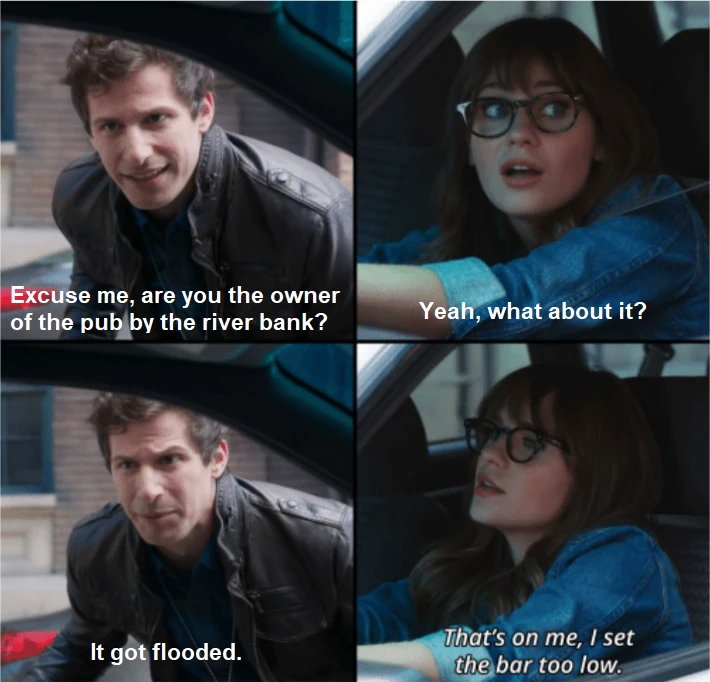 Excuse me, are you the owner
of the pub by the river bank?
Yeah, what about it?
It got flooded.
That's on me, I set
the bar too low.